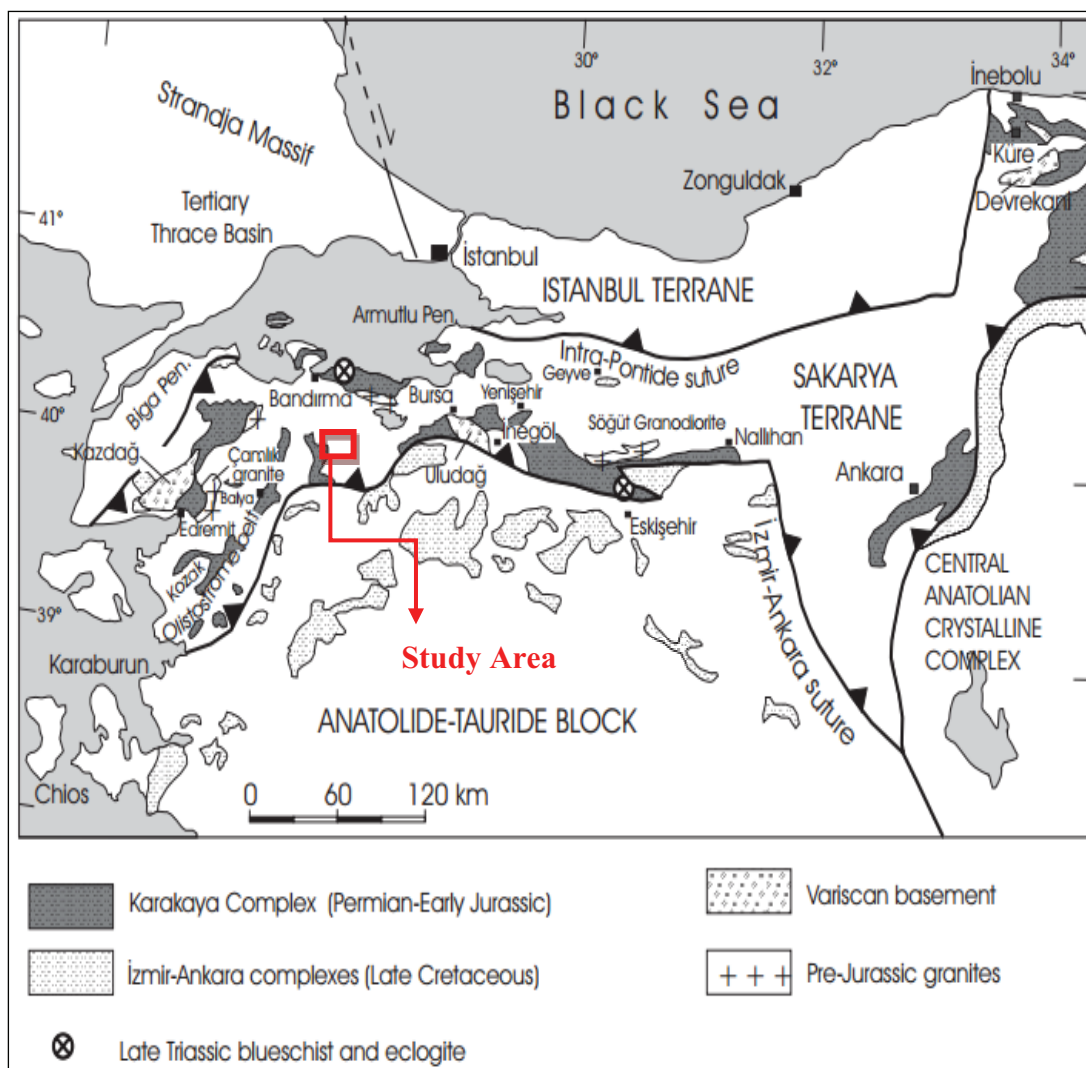 30°
32°
34°
İnebolu
Black Sea
Strandja Massif
Küre
Zonguldak
Devrekani
Tertiary
Thrace Basin
41°
İstanbul
ISTANBUL TERRANE
Armutlu Pen.
Intra-Pontide suture
Geyve
SAKARYA
TERRANE
Biga Pen.
Bandırma
Bursa
Yenişehir
40°
Söğüt Granodiorite
İnegöl
Nallıhan
Kazdağ
Çamlık
granite
Uludağ
Ankara
Balya
Edremit
Eskişehir
İzmir-Ankara suture
Kozak
Olistostrome belt
CENTRAL
ANATOLIAN
CRYSTALLINE
COMPLEX
39°
Karaburun
Study Area
ANATOLIDE-TAURIDE BLOCK
Chios
0 60 120 km
Karakaya Complex (Permian-Early Jurassic)
Variscan basement
İzmir-Ankara complexes (Late Cretaceous)
Pre-Jurassic granites
Late Triassic blueschist and eclogite